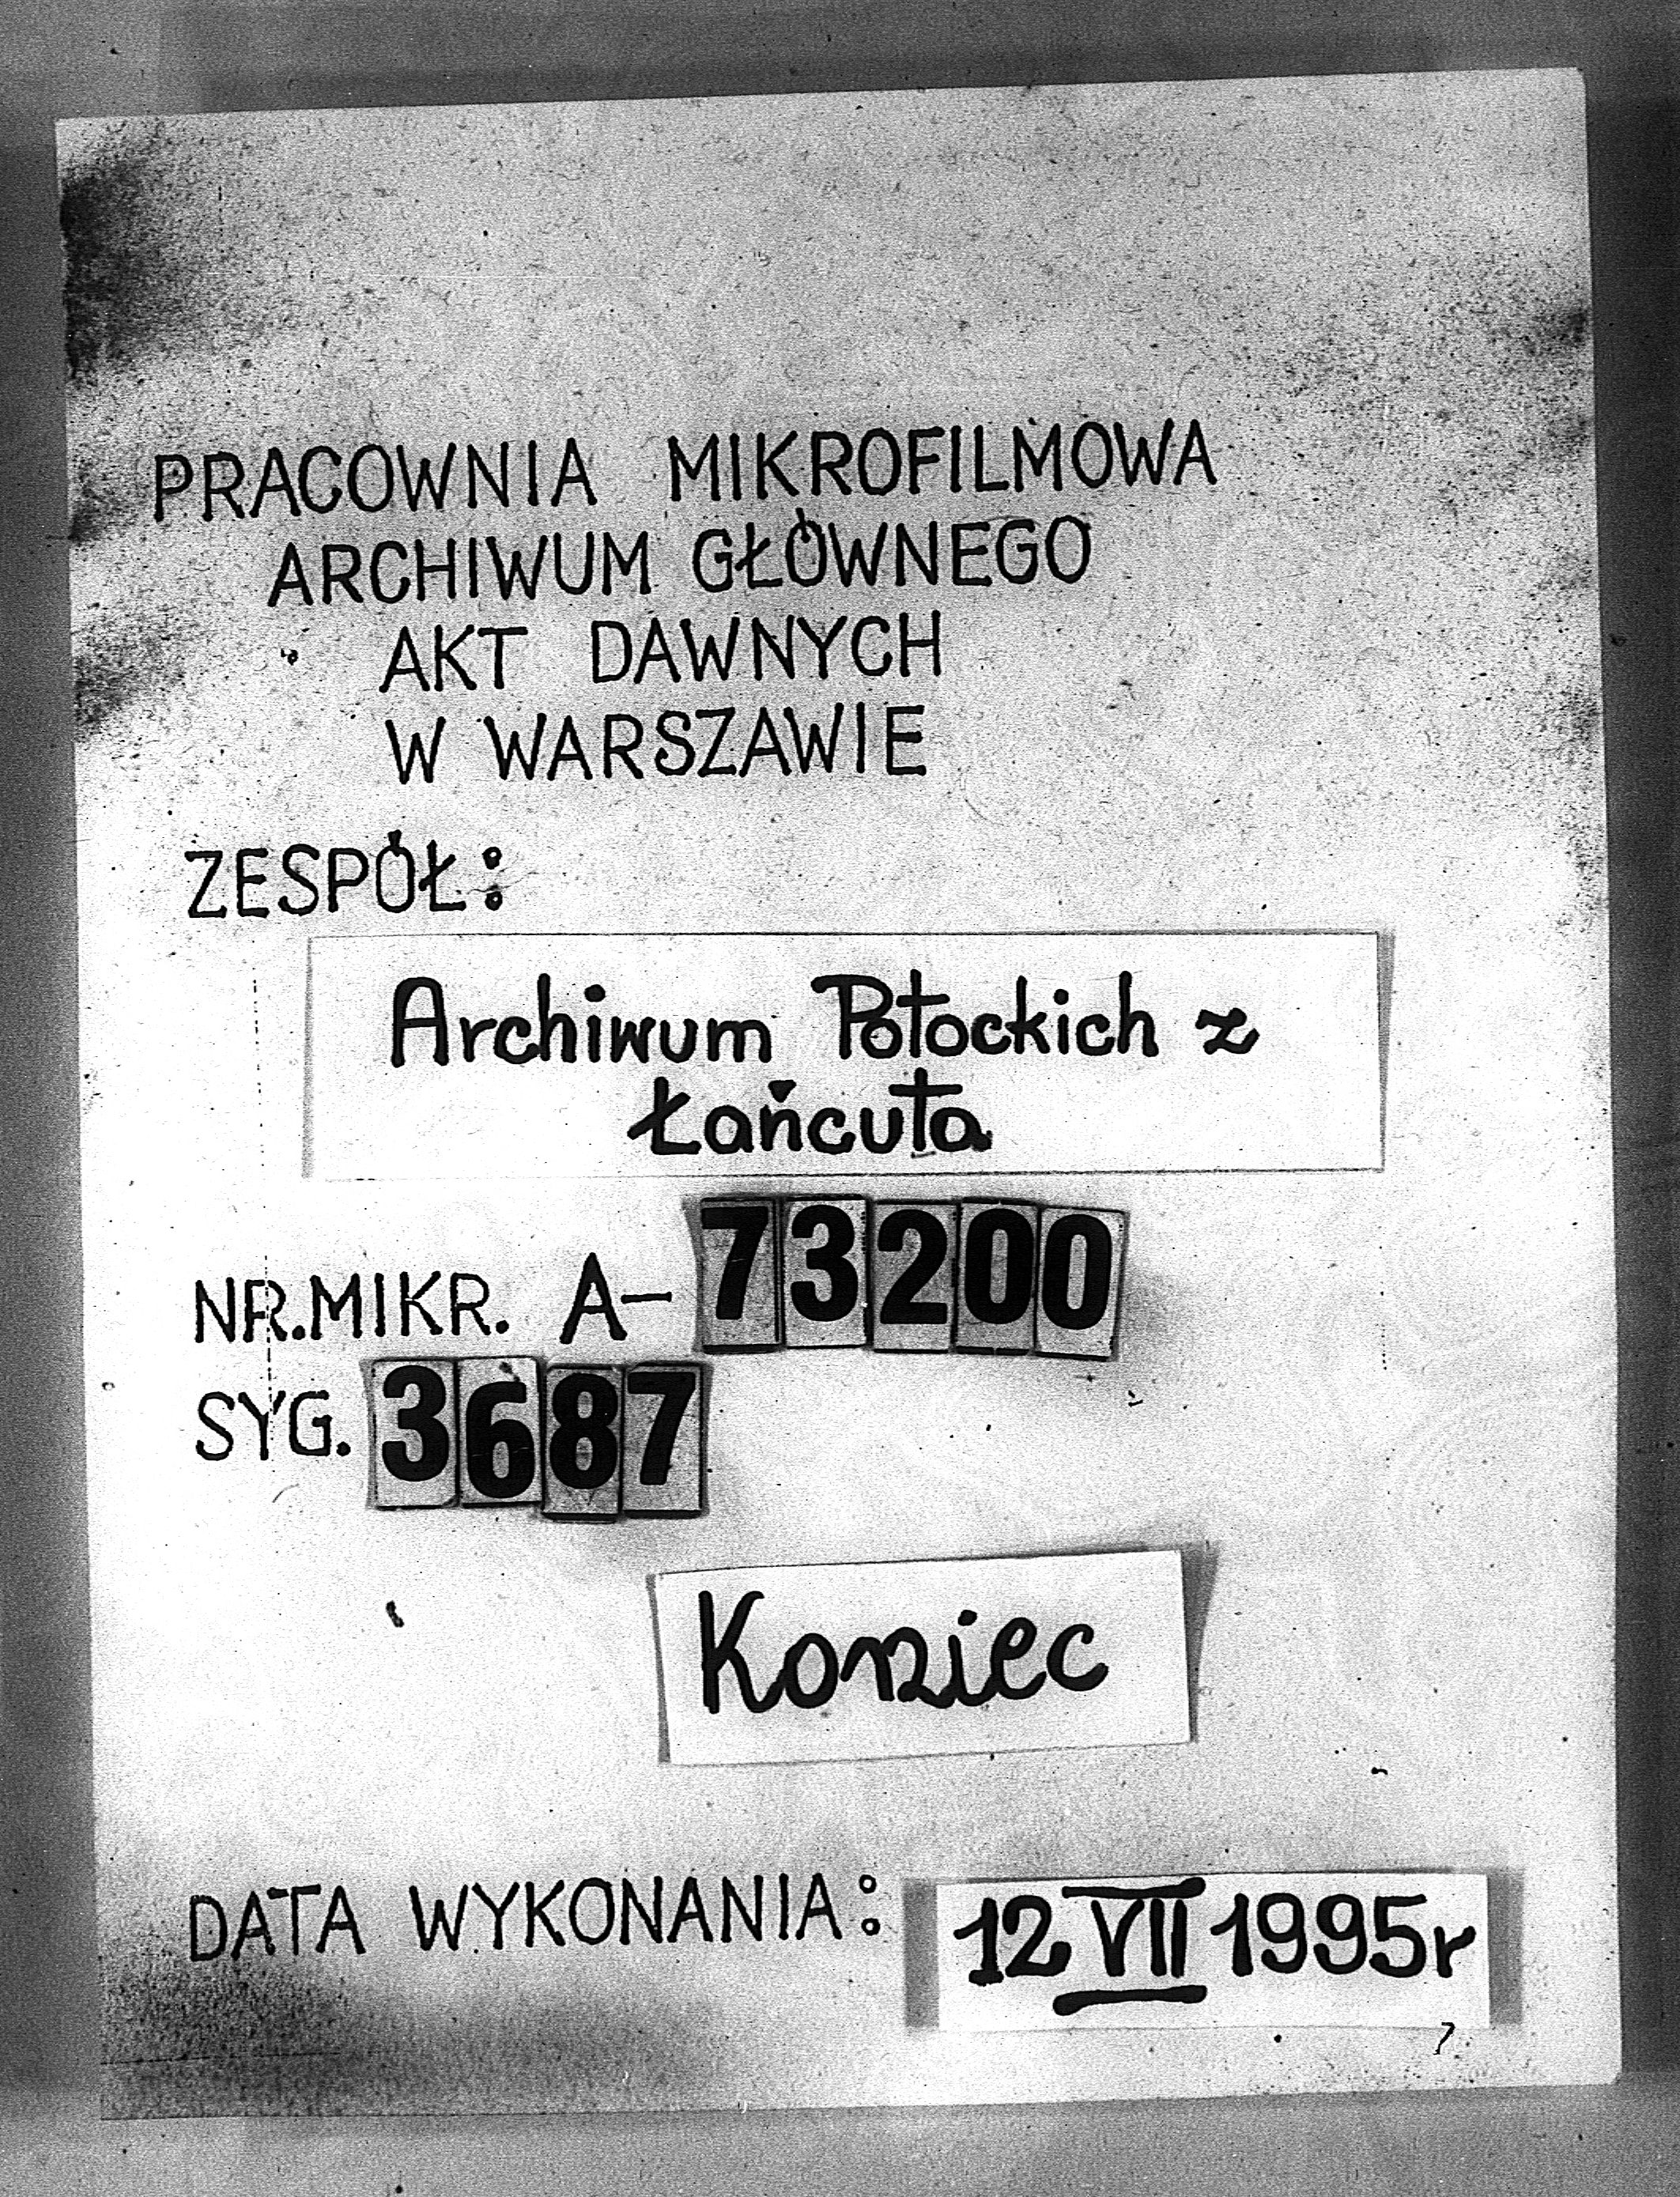 PRACOWNIA MIKROFILMOWA
ARCHIWUM GŁÓWNEGO
AKT DAWNYCH
W WARSZAWIE
ZESPÓŁ:
Archiwum Potockich z
Łańcuta
NR.MIKR. A-73200
SYG. 3687
Koniec
DATA WYKONANIA: 12 VII 1995r
7